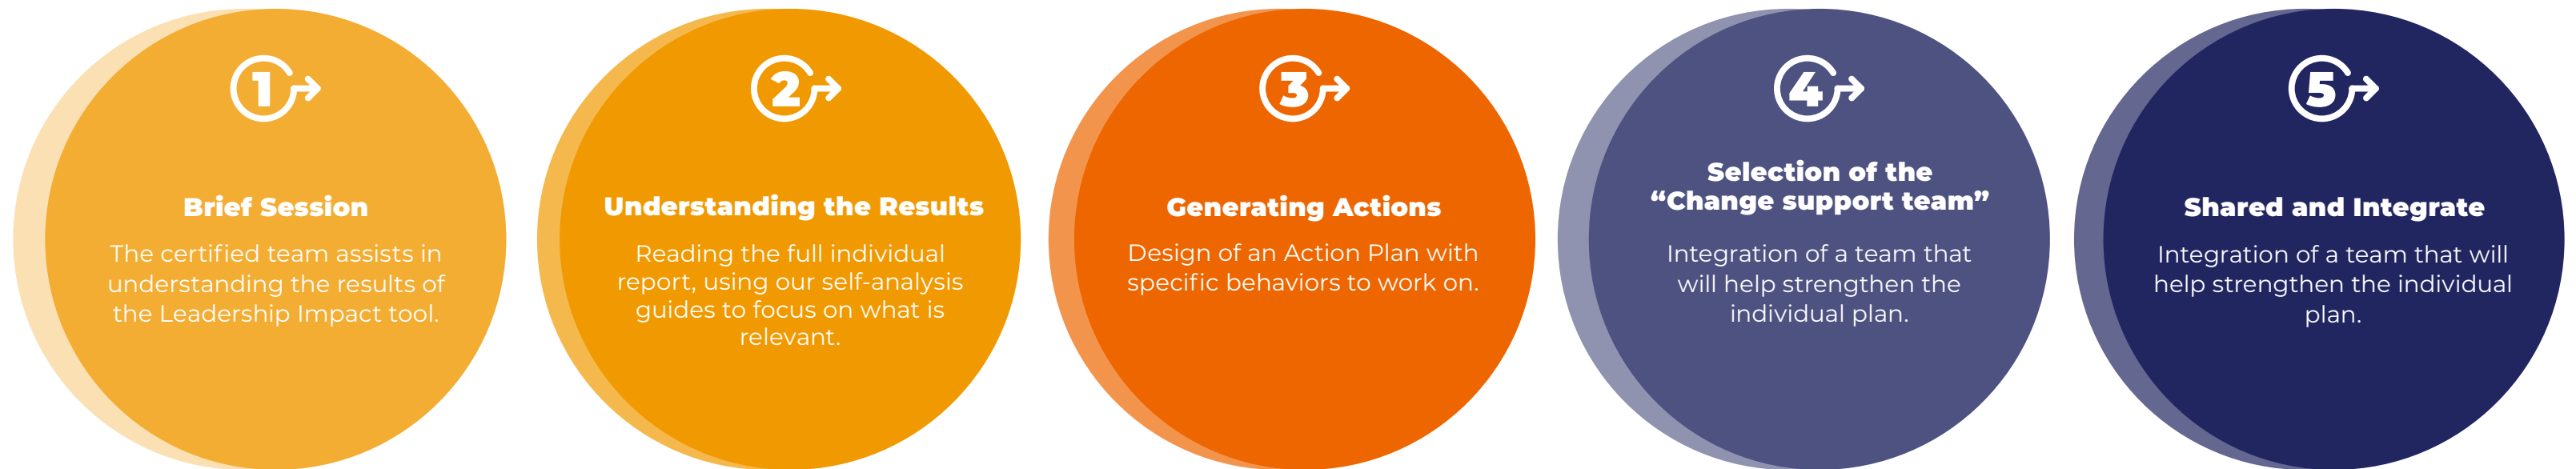 1
Brief Session
The certified team assists in
understanding the results of
the Leadership Impact tool.
2
Understanding the Results
Reading the full individual
report, using our self-analysis
guides to focus on what is
relevant.
3
Generating Actions
Design of an Action Plan with
specific behaviors to work on.
4
Selection of the
“Change support team”
Integration of a team that
will help strengthen the
individual plan.
5
Shared and Integrate
Integration of a team that will
help strengthen the individual
plan.